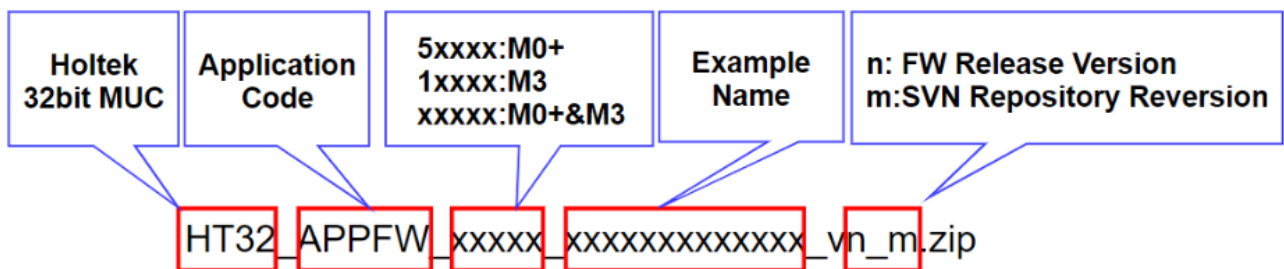 Holtek
32bit MUC
Application
Code
5xxxx:M0+
1xxxx:M3
xxxxx:M0+&M3
Example
Name
n: FW Release Version
m:SVN Repository Reversion
HT32_APPFW_xxxxx_xxxxxxxxxxxxx_vn_m.zip